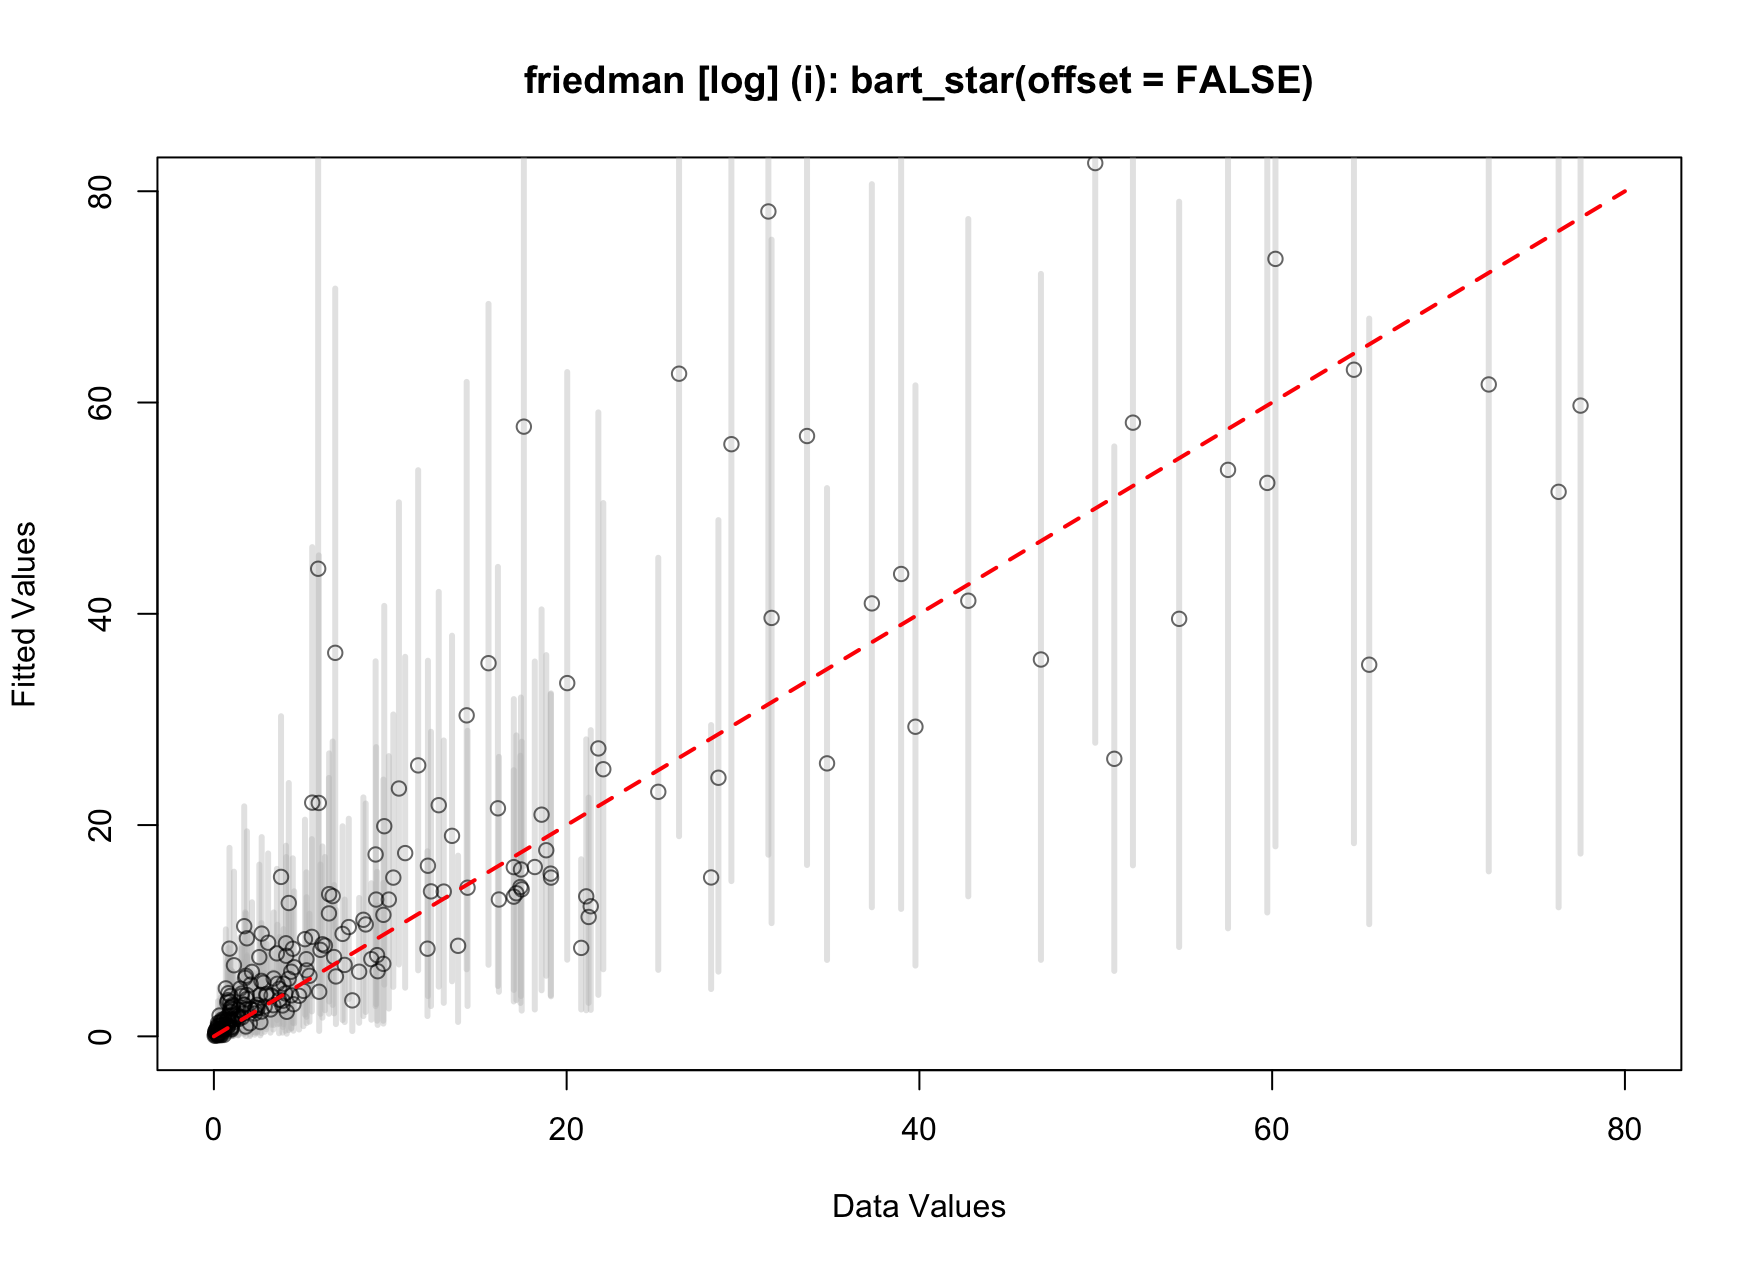 friedman [log] (i): bart_star(offset = FALSE)
Fitted Values
80
60
40
20
0
0 20 40 60 80
Data Values